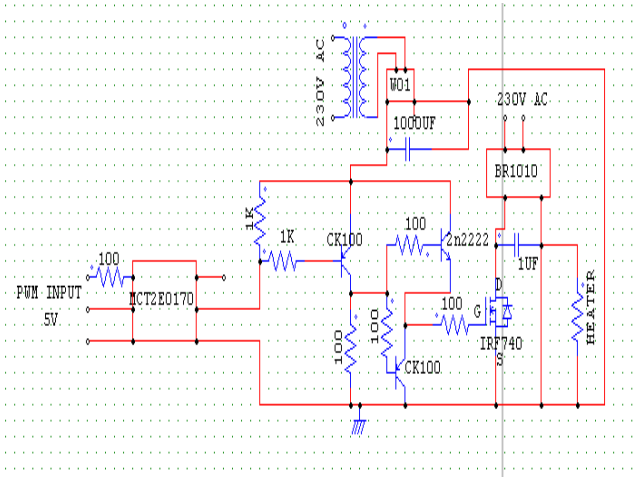 230V AC
W01
1000UF
230V AC
BR1010
1K
1K
CK100
100
2n2222
1UF
100
MCT2E0170
PWM INPUT
5V
100
100
100
D
G
IRF740
S
HEATER
CK100